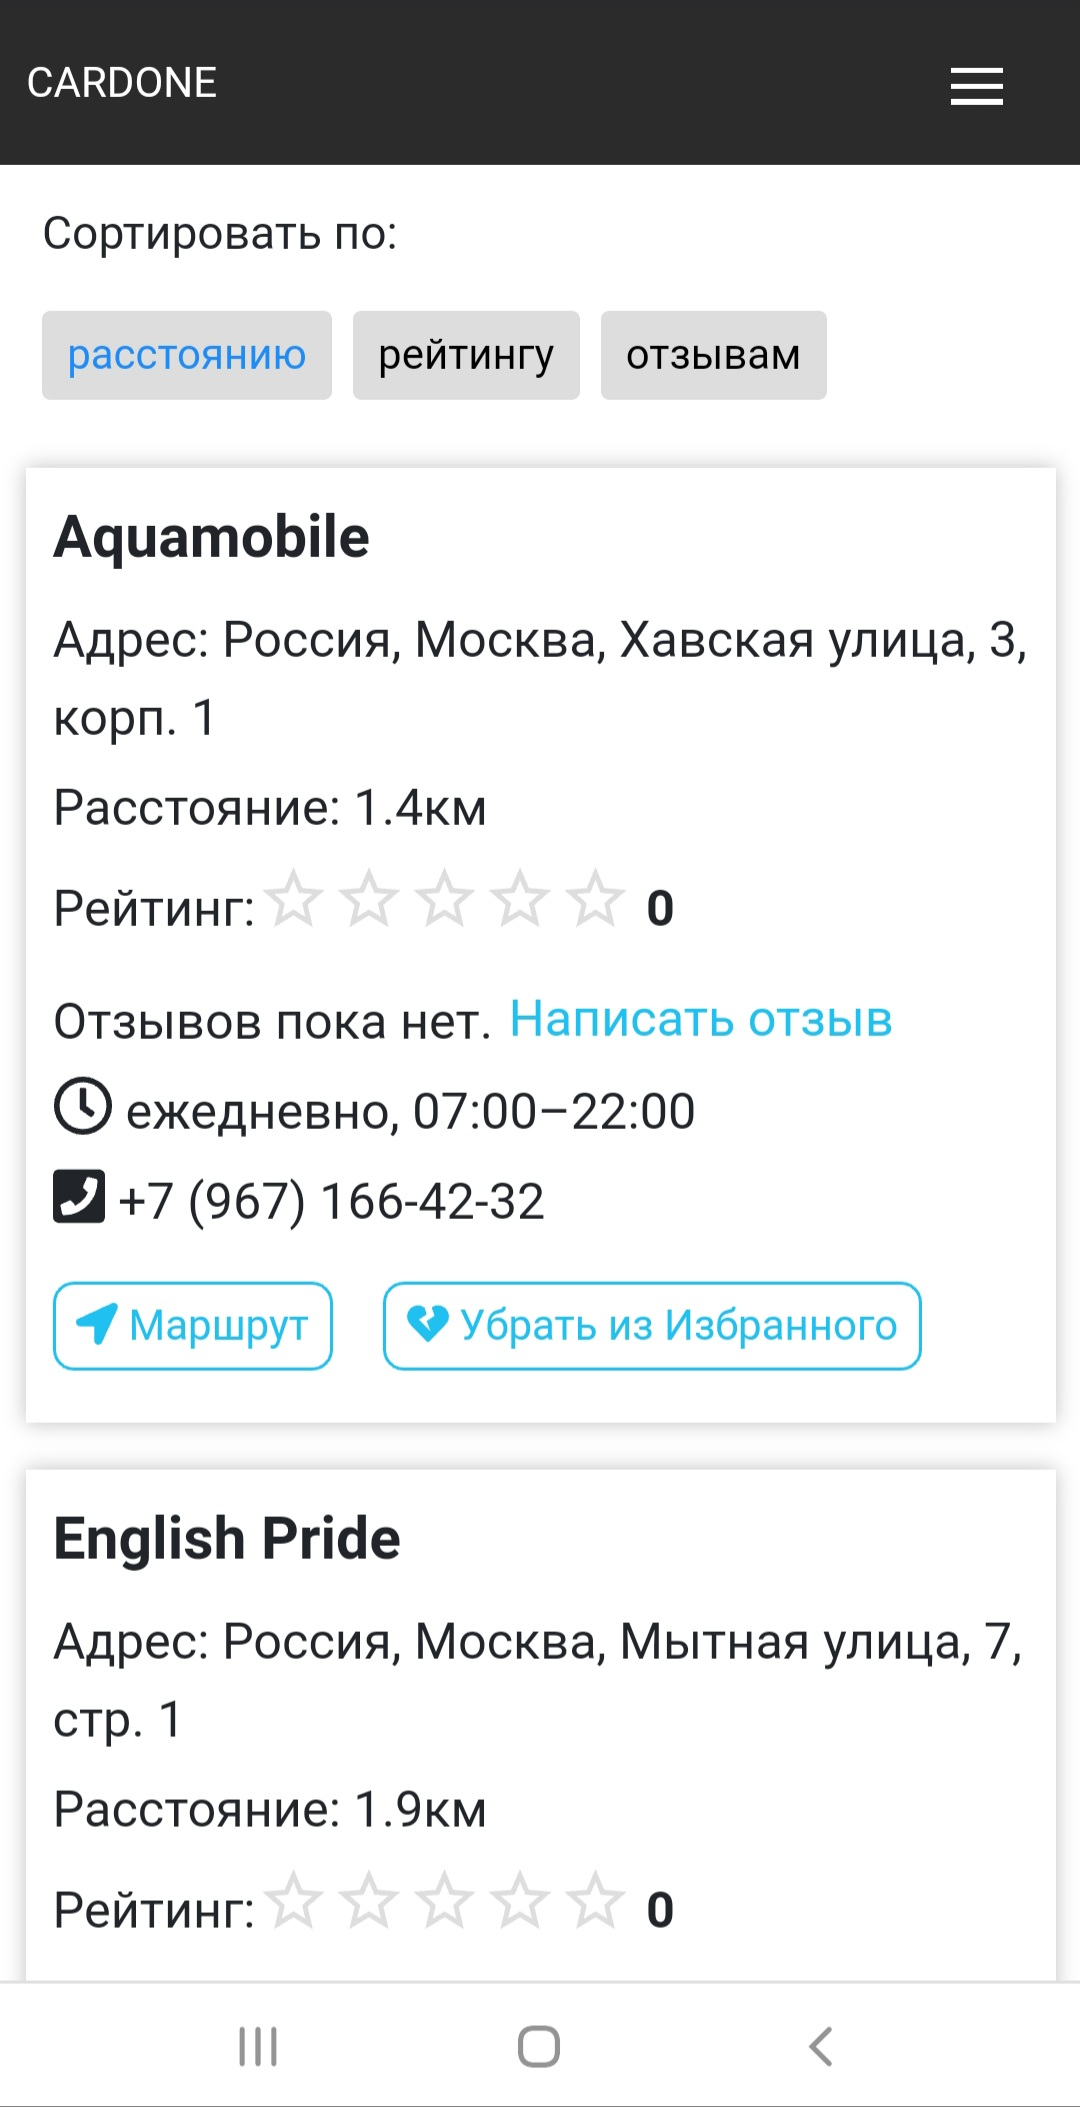 CARDONE
Сортировать по:
расстоянию рейтингу отзывам
Aquamobile
Адрес: Россия, Москва, Хавская улица, 3,
корп. 1
Расстояние: 1.4км
Рейтинг: 0
Отзывов пока нет. Написать отзыв
ежедневно, 07:00–22:00
+7 (967) 166-42-32
Маршрут Убрать из Избранного
English Pride
Адрес: Россия, Москва, Мытная улица, 7,
стр. 1
Расстояние: 1.9км
Рейтинг: 0